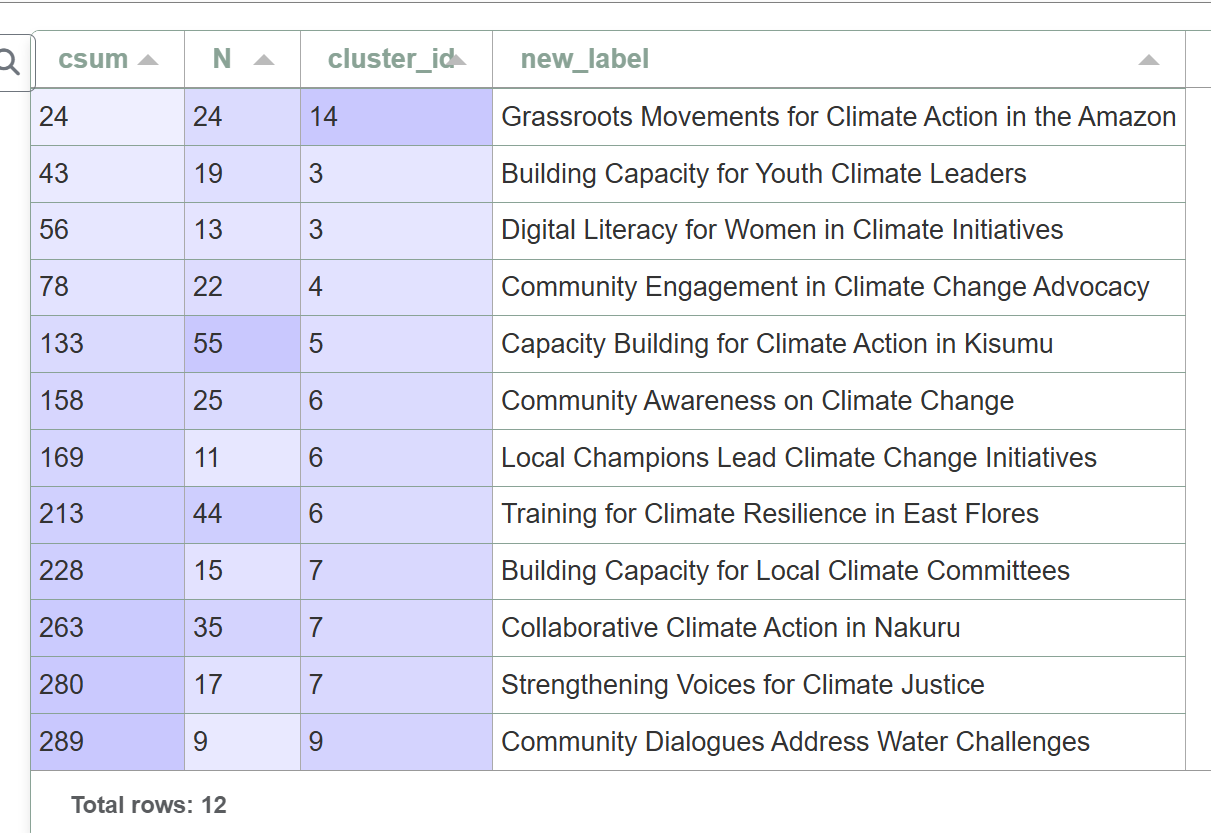 csum N cluster_id new_label
24 24 14 Grassroots Movements for Climate Action in the Amazon
43 19 3 Building Capacity for Youth Climate Leaders
56 13 3 Digital Literacy for Women in Climate Initiatives
78 22 4 Community Engagement in Climate Change Advocacy
133 55 5 Capacity Building for Climate Action in Kisumu
158 25 6 Community Awareness on Climate Change
169 11 6 Local Champions Lead Climate Change Initiatives
213 44 6 Training for Climate Resilience in East Flores
228 15 7 Building Capacity for Local Climate Committees
263 35 7 Collaborative Climate Action in Nakuru
280 17 7 Strengthening Voices for Climate Justice
289 9 9 Community Dialogues Address Water Challenges
Total rows: 12